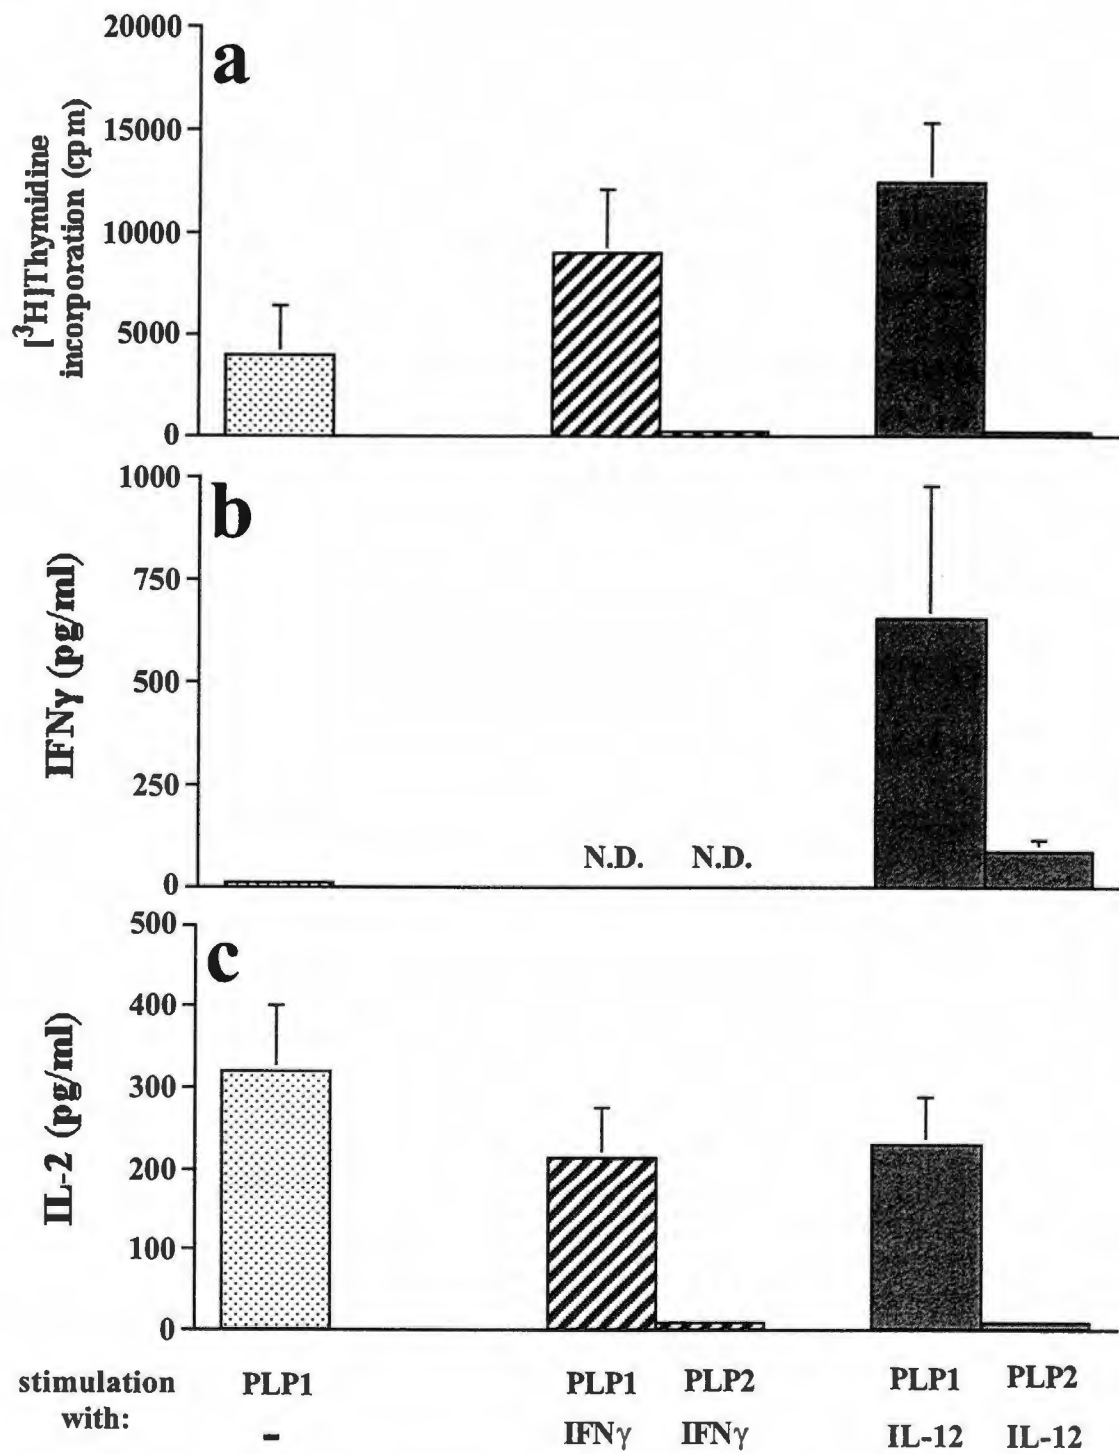 a
[³H]Thymidine
incorporation (cpm)
20000
15000
10000
5000
0
b
IFNγ (pg/ml)
1000
750
500
250
0
N.D. N.D.
c
IL-2 (pg/ml)
500
400
300
200
100
0
stimulation
with:
PLP1 PLP1 PLP2 PLP1 PLP2
- IFNγ IFNγ IL-12 IL-12